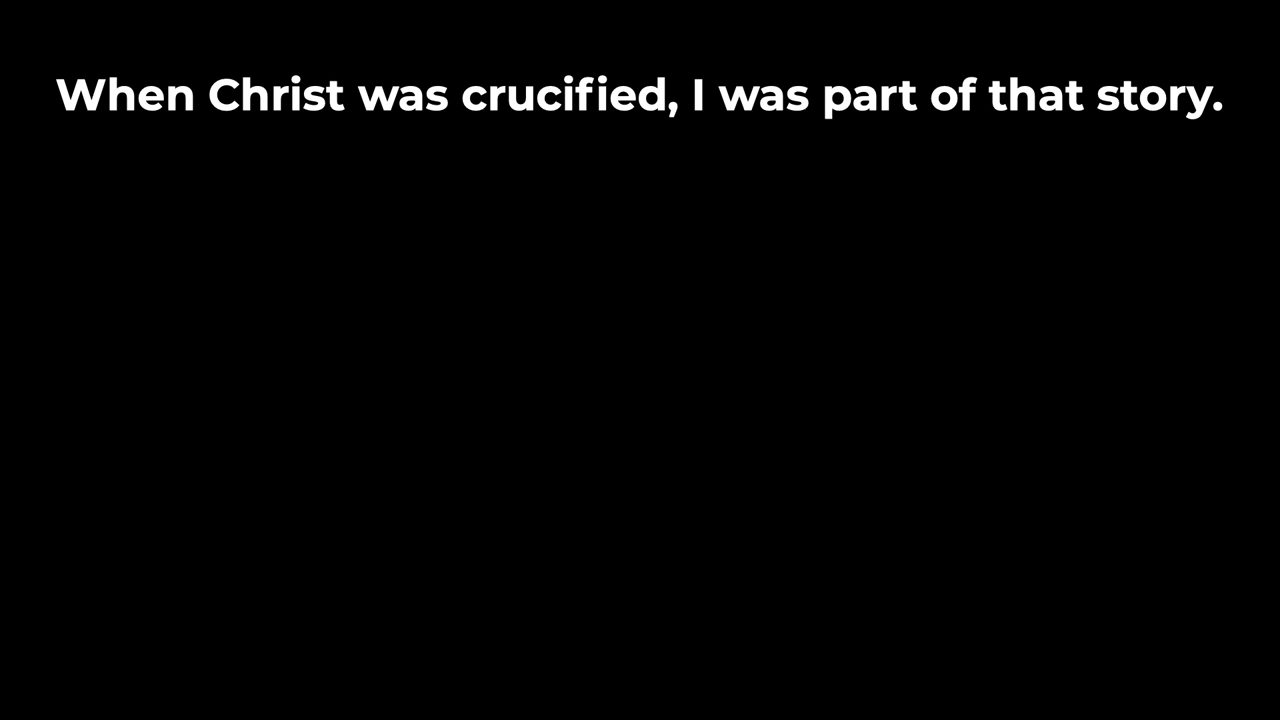 When Christ was crucified, I was part of that story.